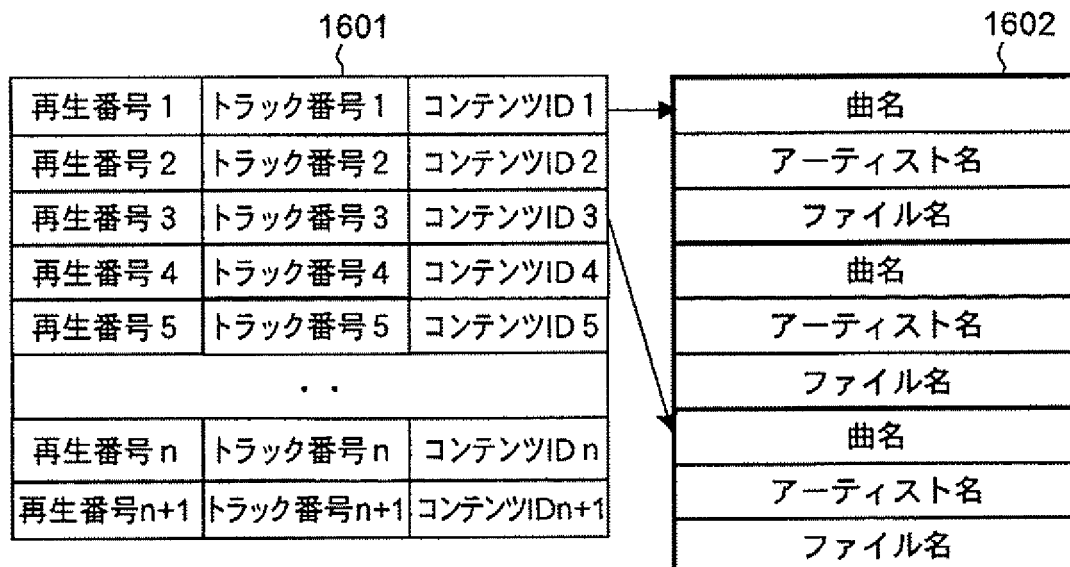 1601
再生番号1 トラック番号1 コンテンツID1
再生番号2 トラック番号2 コンテンツID2
再生番号3 トラック番号3 コンテンツID3
再生番号4 トラック番号4 コンテンツID4
再生番号5 トラック番号5 コンテンツID5
・・
再生番号n トラック番号n コンテンツIDn
再生番号n+1 トラック番号n+1 コンテンツIDn+1
1602
曲名
アーティスト名
ファイル名
曲名
アーティスト名
ファイル名
曲名
アーティスト名
ファイル名